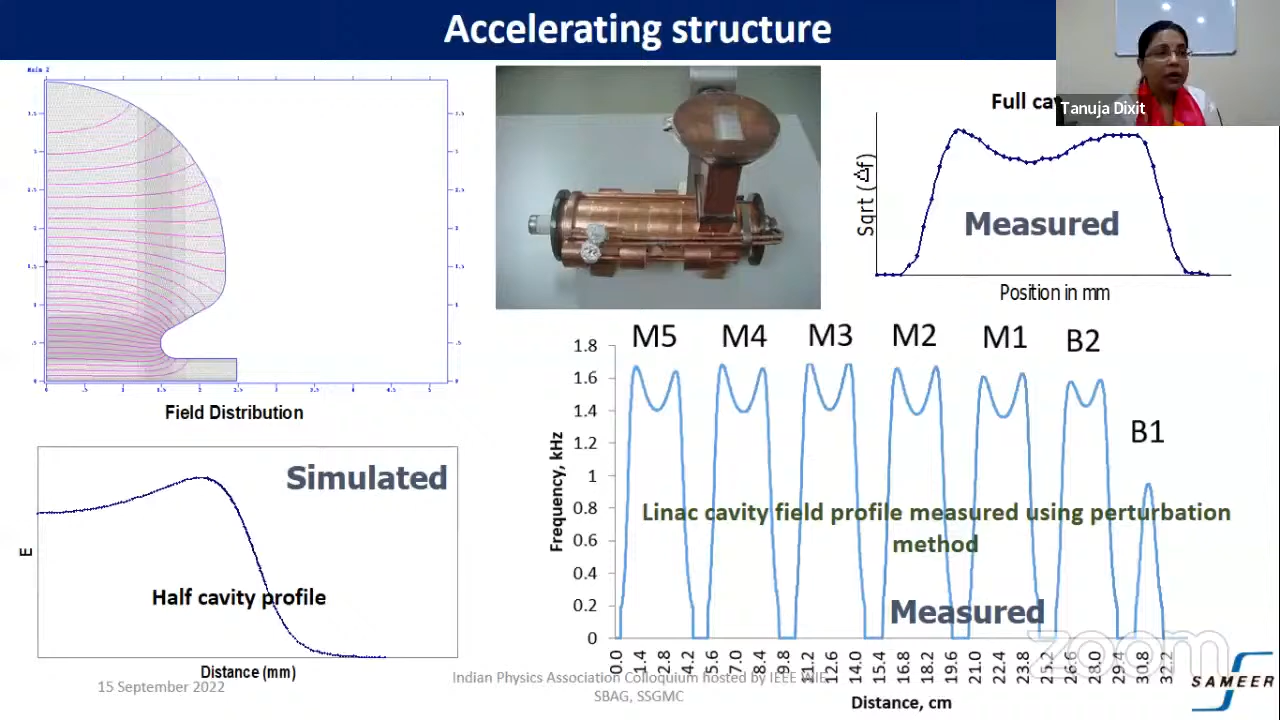 Accelerating structure
Tanuja Dixit
Full ca
Sqrt (Δf)
Measured
Position in mm
Field Distribution
Simulated
E
Half cavity profile
Distance (mm)
M5 M4 M3 M2 M1 B2
B1
1.8
1.6
1.4
1.2
1
0.8
0.6
0.4
0.2
0
Frequency, kHz
Linac cavity field profile measured using perturbation
method
Measured
0.0 1.4 2.8 4.2 5.6 7.0 8.4 9.8 11.2 12.6 14.0 15.4 16.8 18.2 19.6 21.0 22.4 23.8 25.2 26.6 28.0 29.4 30.8 32.2
Distance, cm
zoom
SAMEER
15 September 2022
Indian Physics Association Colloquium hosted by IEEE WIE,
SBAG, SSGMC